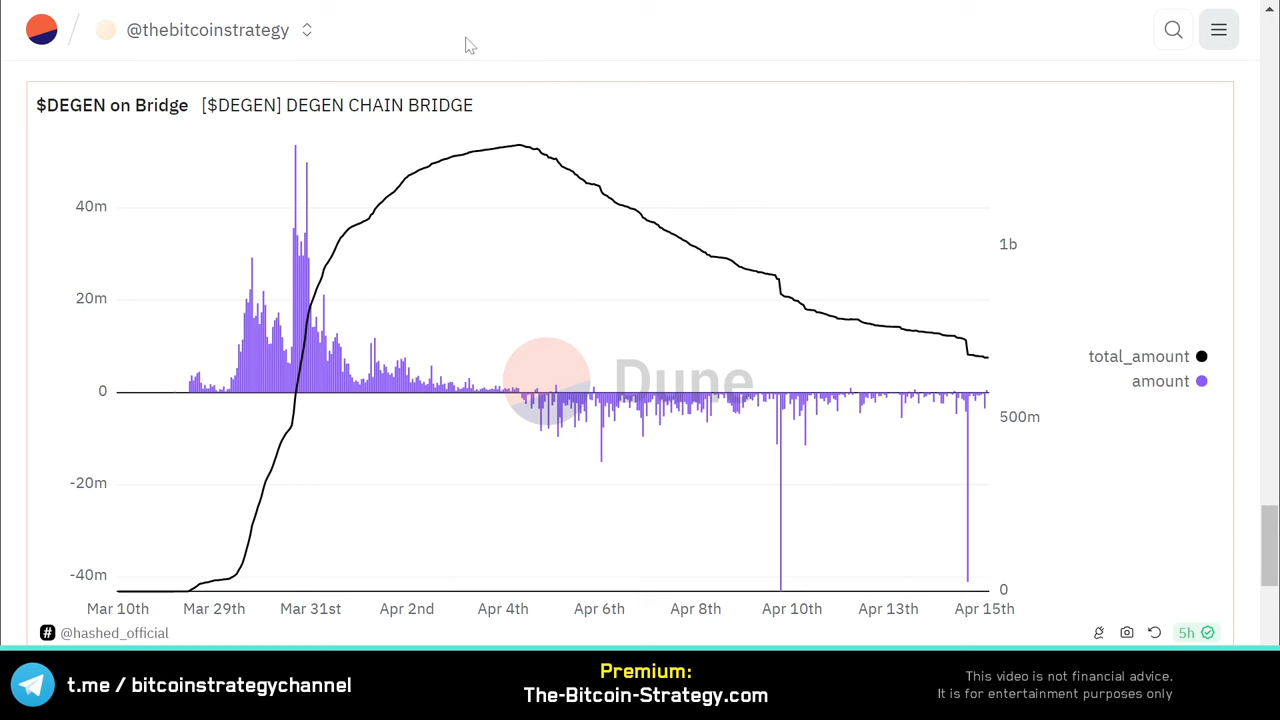 @thebitcoinstrategy
$DEGEN on Bridge [$DEGEN] DEGEN CHAIN BRIDGE
40m
20m
0
-20m
-40m
1b
500m
0
Dune
total_amount
amount
Mar 10th Mar 29th Mar 31st Apr 2nd Apr 4th Apr 6th Apr 8th Apr 10th Apr 13th Apr 15th
# @hashed_official
5h
t.me / bitcoinstrategychannel
Premium:
The-Bitcoin-Strategy.com
This video is not financial advice.
It is for entertainment purposes only